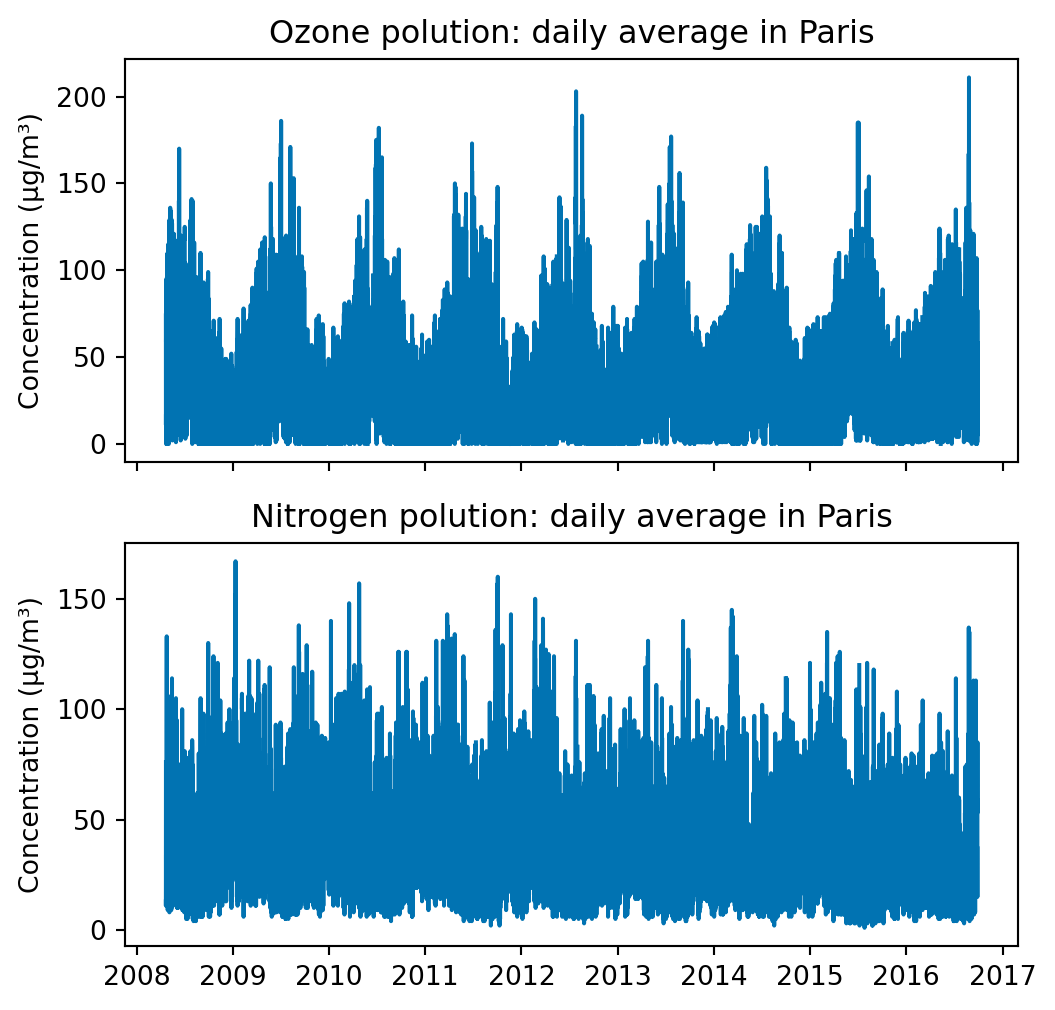 Ozone polution: daily average in Paris
Concentration (µg/m³)
200
150
100
50
0
Nitrogen polution: daily average in Paris
Concentration (µg/m³)
150
100
50
0
2008 2009 2010 2011 2012 2013 2014 2015 2016 2017